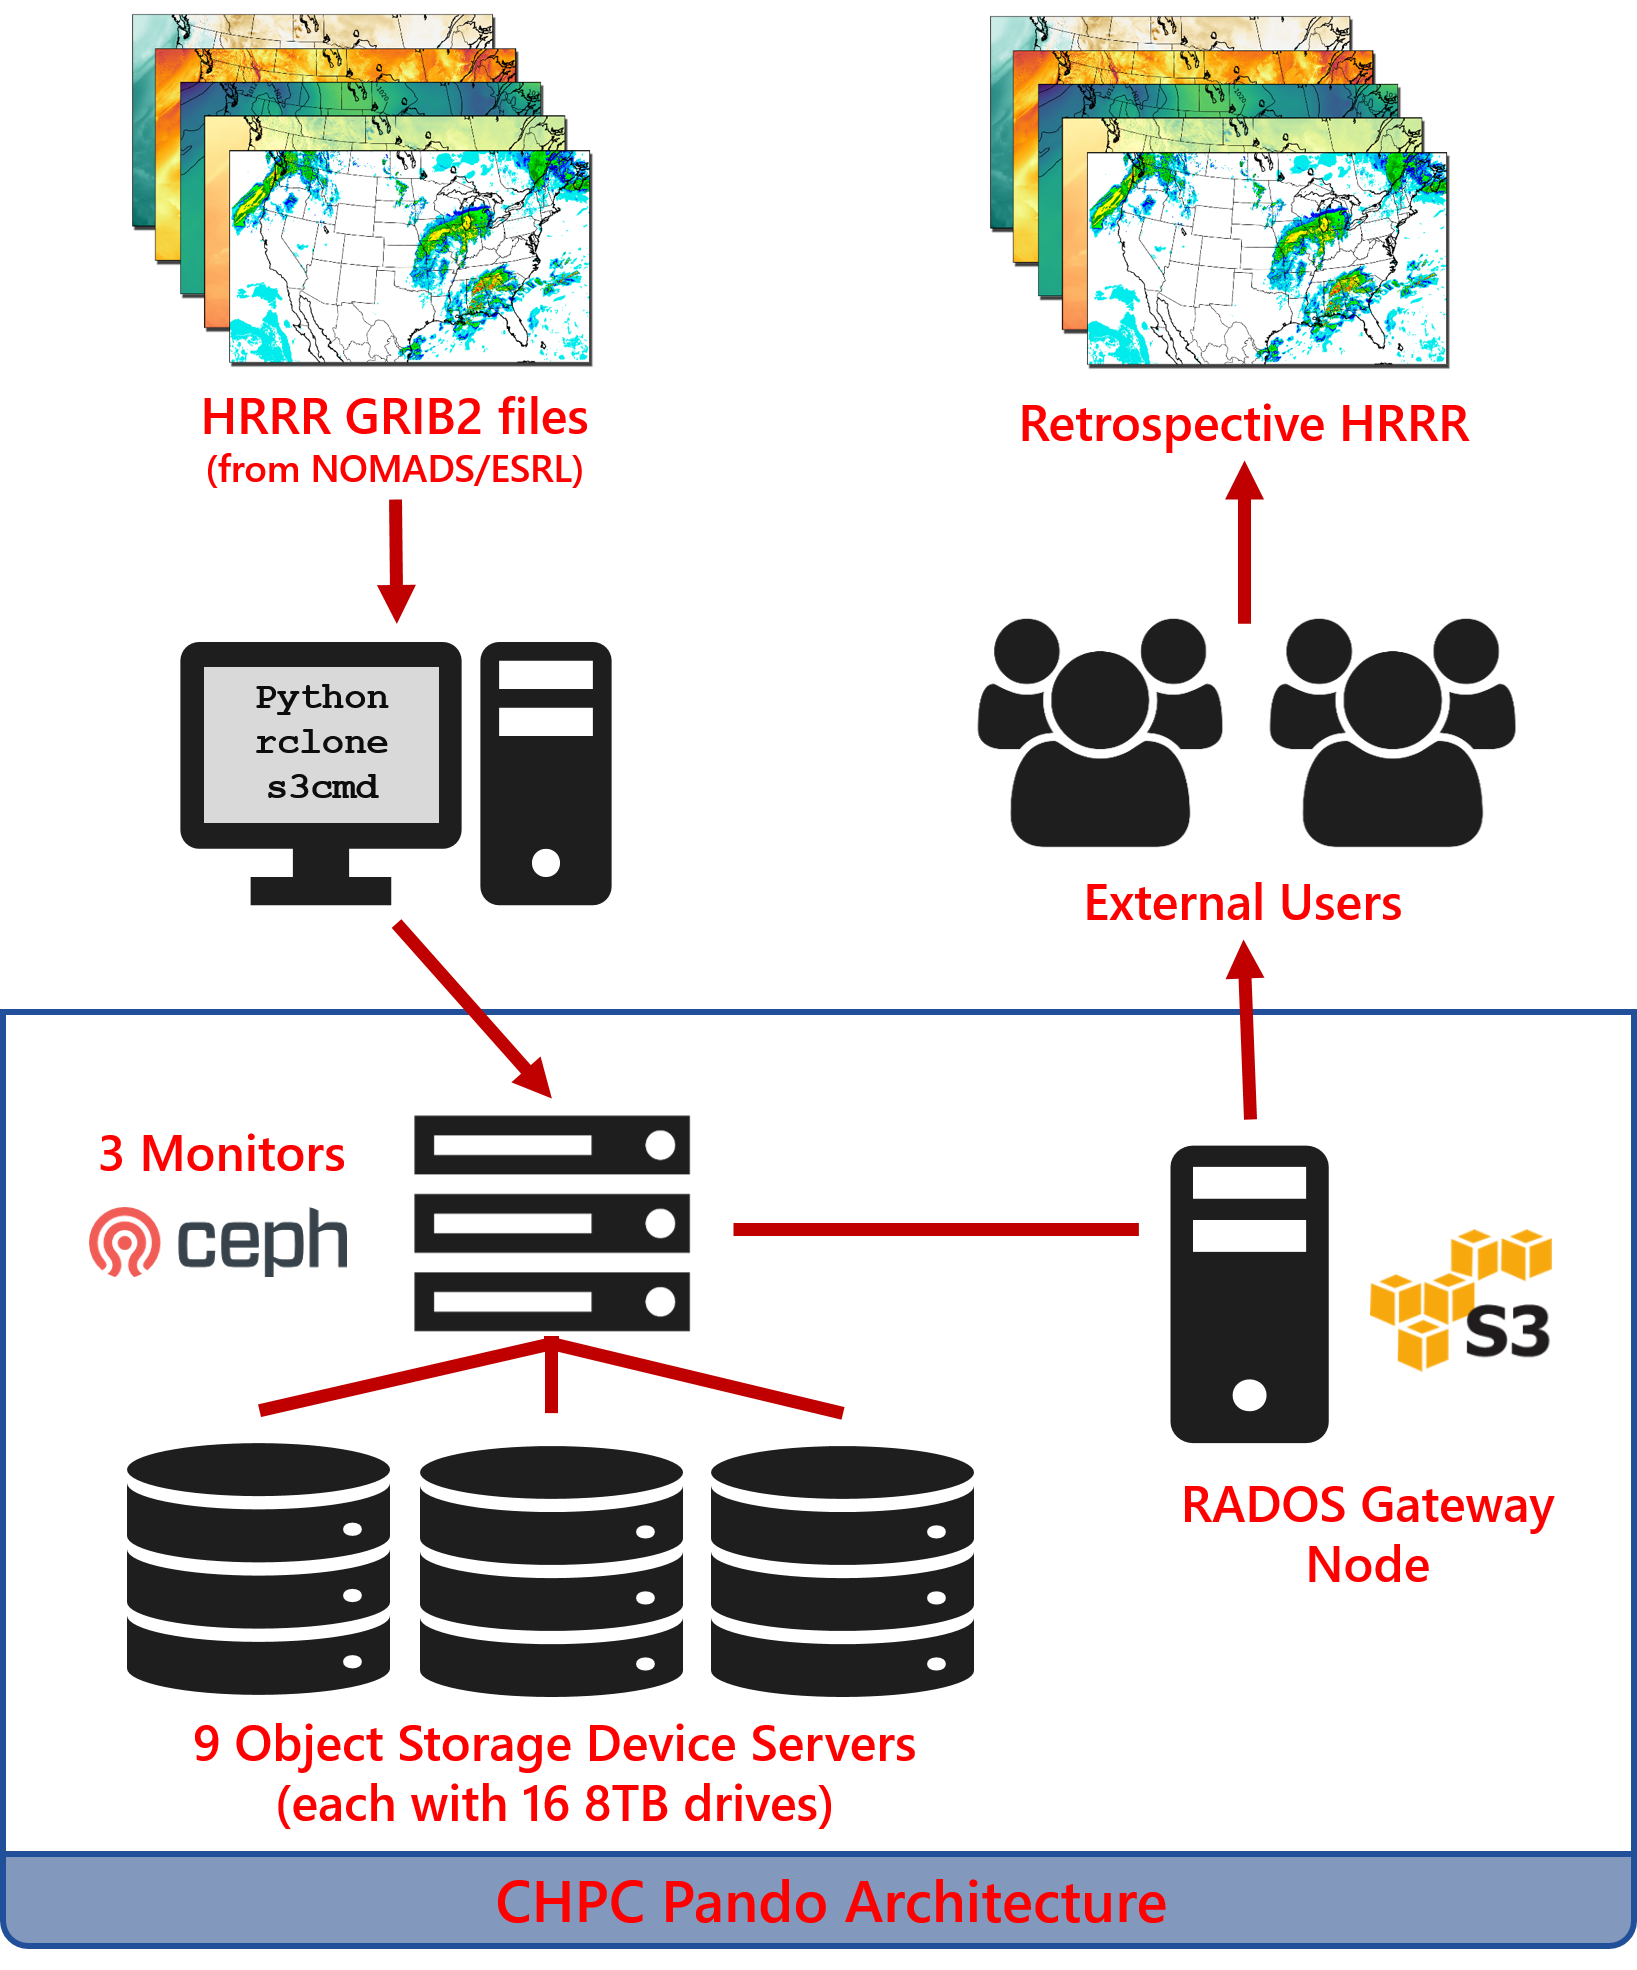 HRRR GRIB2 files
(from NOMADS/ESRL)
Retrospective HRRR
Python
rclone
s3cmd
External Users
3 Monitors
ceph
S3
RADOS Gateway
Node
9 Object Storage Device Servers
(each with 16 8TB drives)
CHPC Pando Architecture